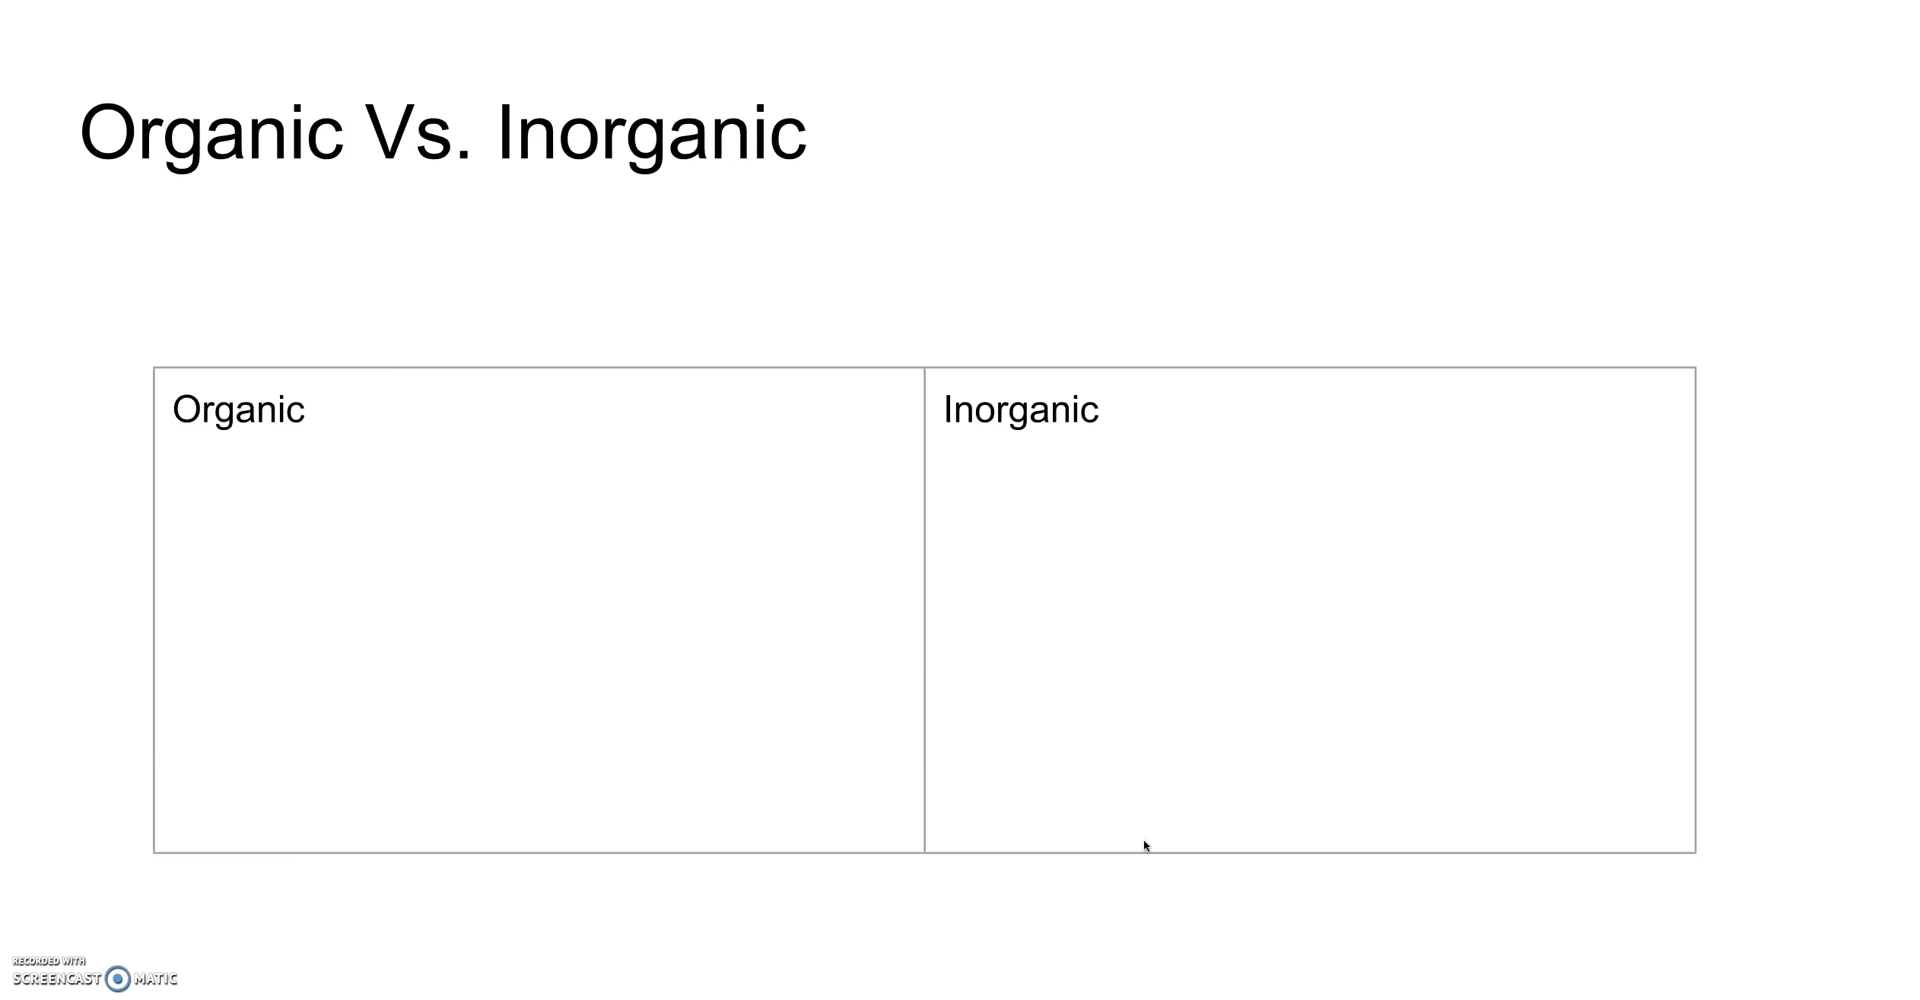 Organic Vs. Inorganic
Organic
Inorganic
RECORDED WITH
SCREENCAST MATIC